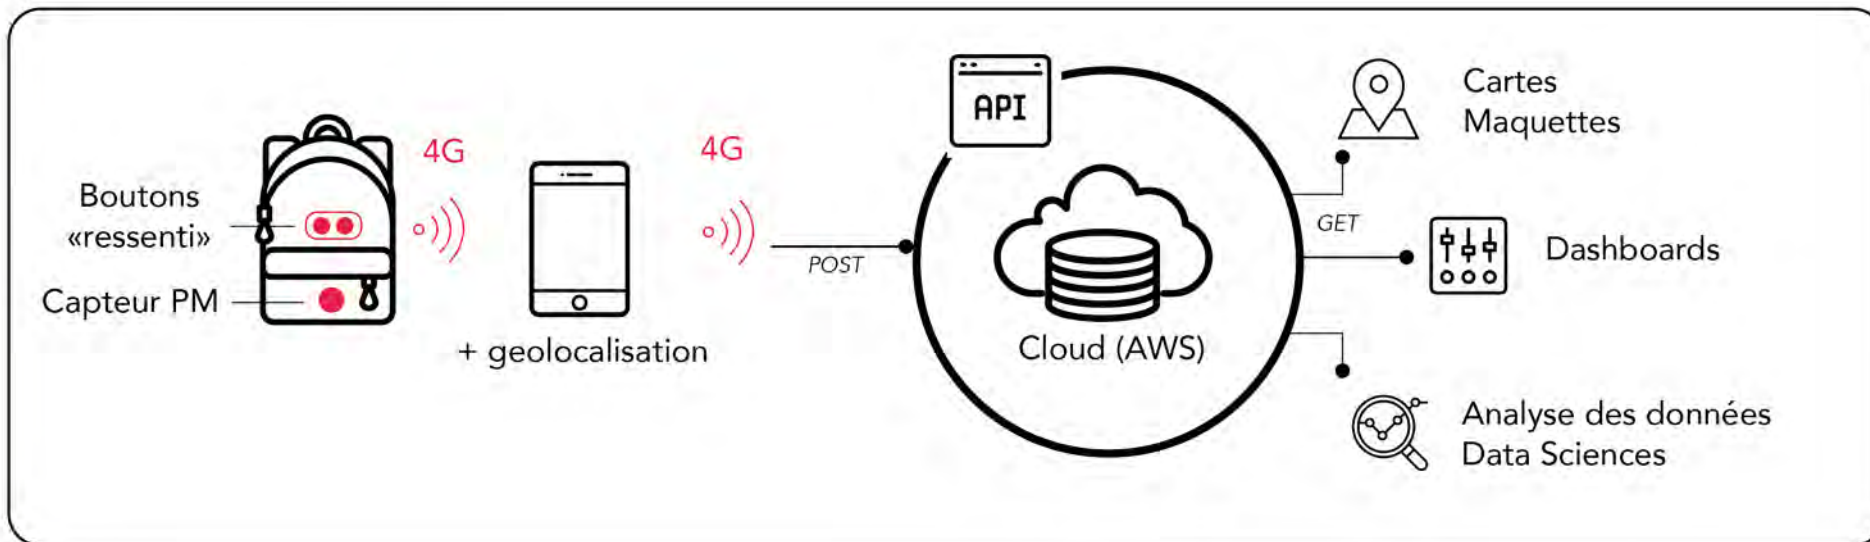 Boutons
«ressenti»
Capteur PM
4G
+ geolocalisation
4G
POST
API
Cloud (AWS)
GET
Cartes
Maquettes
Dashboards
Analyse des données
Data Sciences